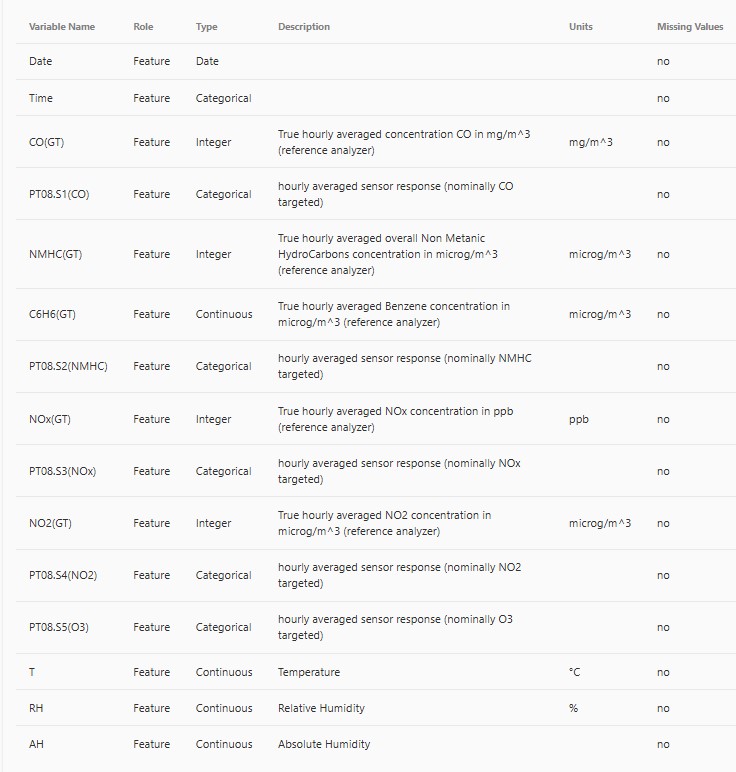 Variable Name Role Type Description Units Missing Values
Date Feature Date no
Time Feature Categorical no
CO(GT) Feature Integer True hourly averaged concentration CO in mg/m^3 mg/m^3 no
(reference analyzer)
PT08.S1(CO) Feature Categorical hourly averaged sensor response (nominally CO no
targeted)
NMHC(GT) Feature Integer True hourly averaged overall Non Metanic microg/m^3 no
HydroCarbons concentration in microg/m^3
(reference analyzer)
C6H6(GT) Feature Continuous True hourly averaged Benzene concentration in microg/m^3 no
microg/m^3 (reference analyzer)
PT08.S2(NMHC) Feature Categorical hourly averaged sensor response (nominally NMHC no
targeted)
NOx(GT) Feature Integer True hourly averaged NOx concentration in ppb ppb no
(reference analyzer)
PT08.S3(NOx) Feature Categorical hourly averaged sensor response (nominally NOx no
targeted)
NO2(GT) Feature Integer True hourly averaged NO2 concentration in microg/m^3 no
microg/m^3 (reference analyzer)
PT08.S4(NO2) Feature Categorical hourly averaged sensor response (nominally NO2 no
targeted)
PT08.S5(O3) Feature Categorical hourly averaged sensor response (nominally O3 no
targeted)
T Feature Continuous Temperature °C no
RH Feature Continuous Relative Humidity % no
AH Feature Continuous Absolute Humidity no